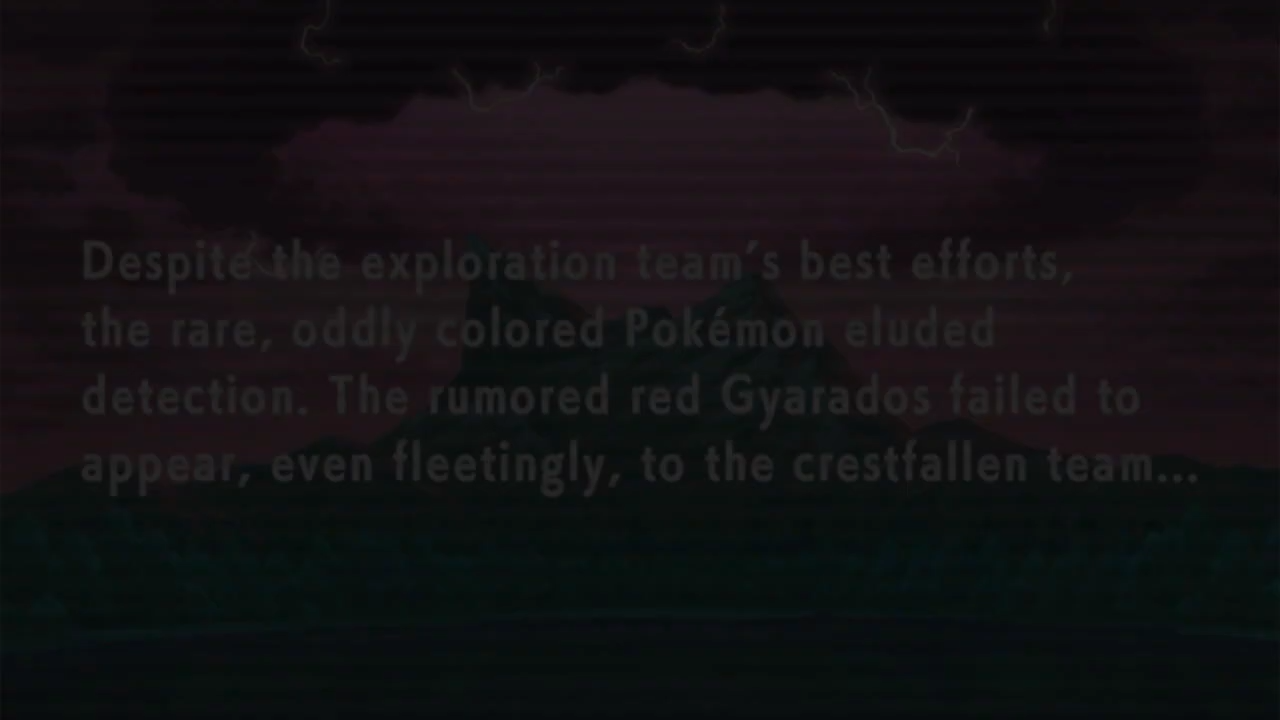 Despite the exploration team's best efforts,
the rare, oddly colored Pokémon eluded
detection. The rumored red Gyarados failed to
appear, even fleetingly, to the crestfallen team...